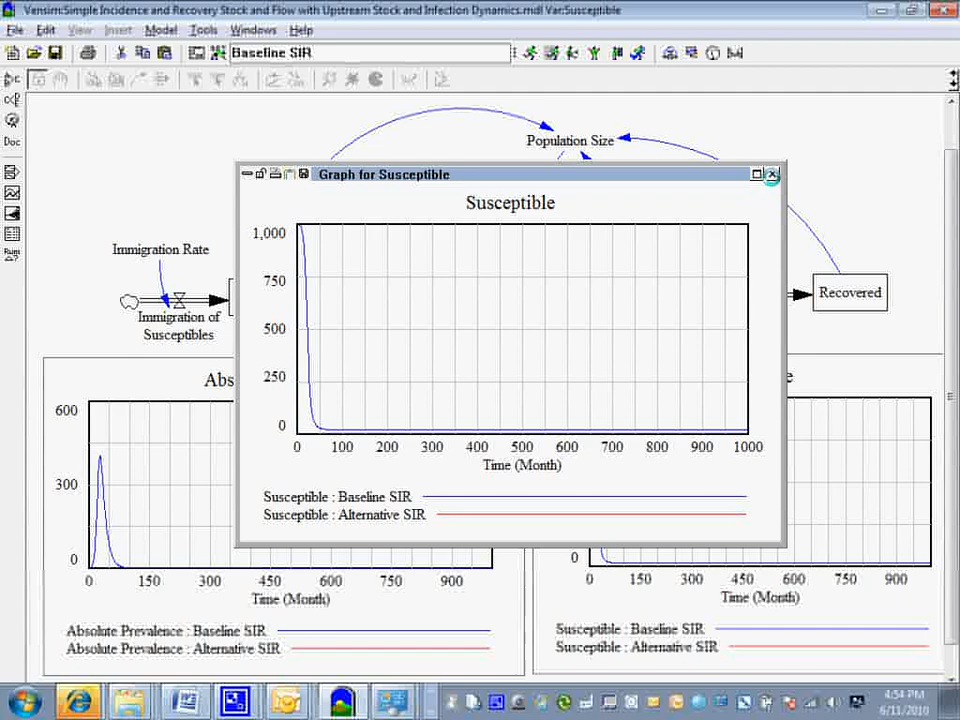 Vensim:Simple Incidence and Recovery Stock and Flow with Upstream Stock and Infection Dynamics.mdl Var:Susceptible
File Edit View Insert Model Tools Windows Help
Baseline SIR
Doc
Population Size
Graph for Susceptible
Susceptible
1,000
750
500
250
0
0 100 200 300 400 500 600 700 800 900 1000
Time (Month)
Susceptible : Baseline SIR
Susceptible : Alternative SIR
Immigration Rate
Immigration of
Susceptibles
Recovered
Abs
600
300
0
0 150 300 450 600 750 900
Time (Month)
Absolute Prevalence : Baseline SIR
Absolute Prevalence : Alternative SIR
e
0
0 150 300 450 600 750 900
Time (Month)
Susceptible : Baseline SIR
Susceptible : Alternative SIR
4:54 PM
6/11/2010